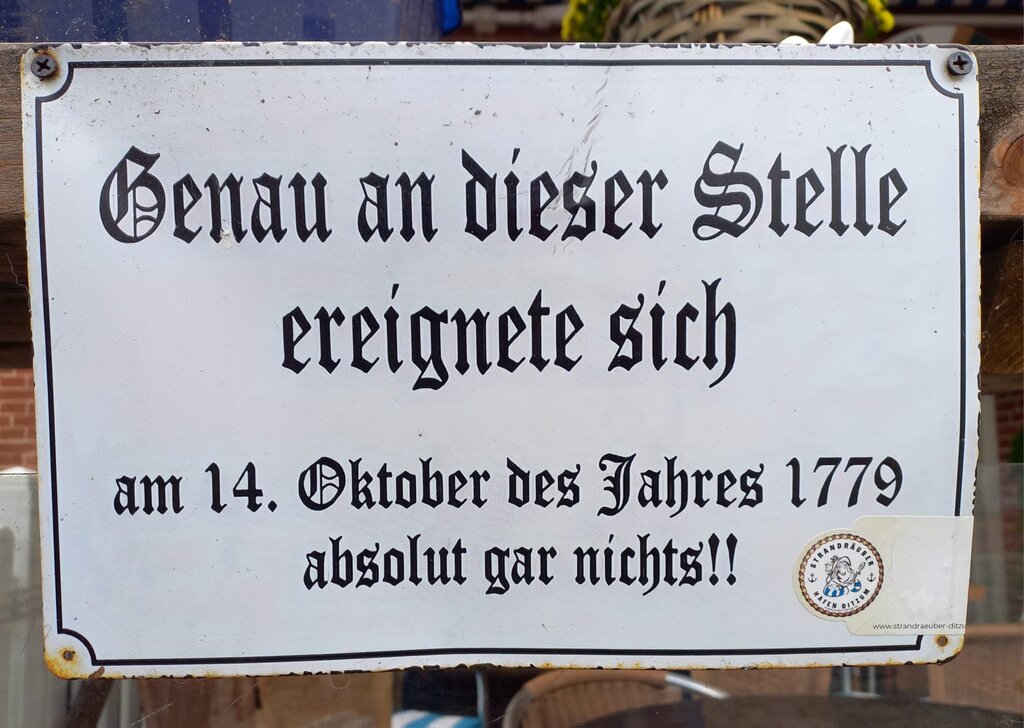 Genau an dieser Stelle
ereignete sich
am 14. Oktober des Jahres 1779
absolut gar nichts!!
STRANDRÄUBER
HAFEN DITZUM
www.strandraeuber-ditzu